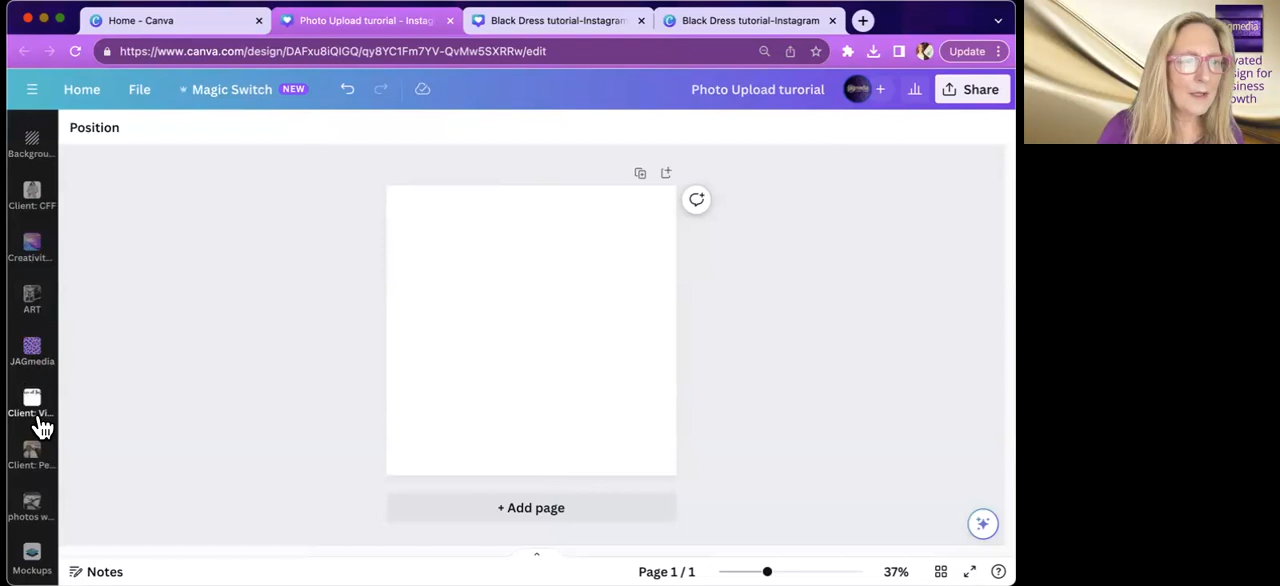 Home - Canva
Photo Upload turorial - Instag
Black Dress tutorial-Instagram
Black Dress tutorial-Instagram
https://www.canva.com/design/DAFxu8iQIGQ/qy8YC1Fm7YV-QvMw5SXRRw/edit
Update
Home
File
Magic Switch NEW
Photo Upload turorial
Share
Position
Backgrou...
Client: CFF
Creativit...
ART
JAGmedia
Client: Vi...
Client: Pe...
photos w...
Mockups
+ Add page
Notes
Page 1 / 1
37%